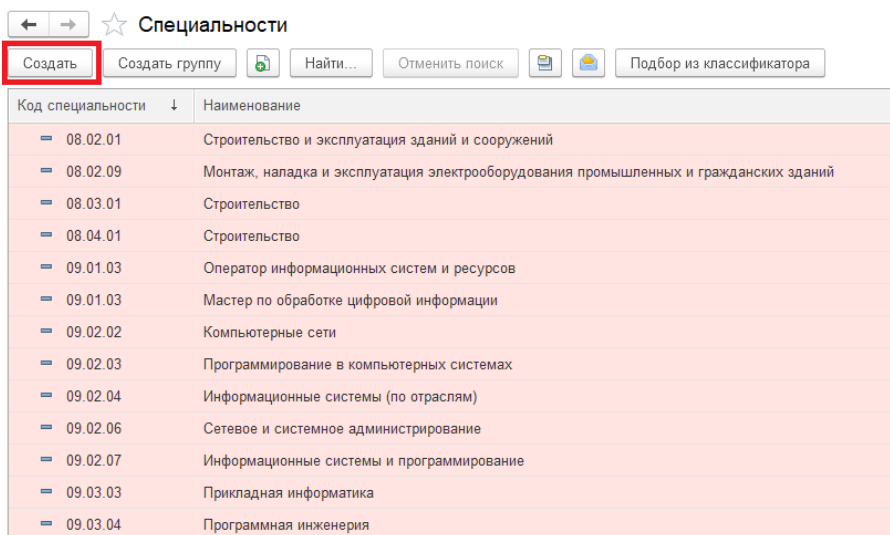 Специальности
Создать Создать группу Найти... Отменить поиск Подбор из классификатора
Код специальности ↓ Наименование
08.02.01 Строительство и эксплуатация зданий и сооружений
08.02.09 Монтаж, наладка и эксплуатация электрооборудования промышленных и гражданских зданий
08.03.01 Строительство
08.04.01 Строительство
09.01.03 Оператор информационных систем и ресурсов
09.01.03 Мастер по обработке цифровой информации
09.02.02 Компьютерные сети
09.02.03 Программирование в компьютерных системах
09.02.04 Информационные системы (по отраслям)
09.02.06 Сетевое и системное администрирование
09.02.07 Информационные системы и программирование
09.03.03 Прикладная информатика
09.03.04 Программная инженерия